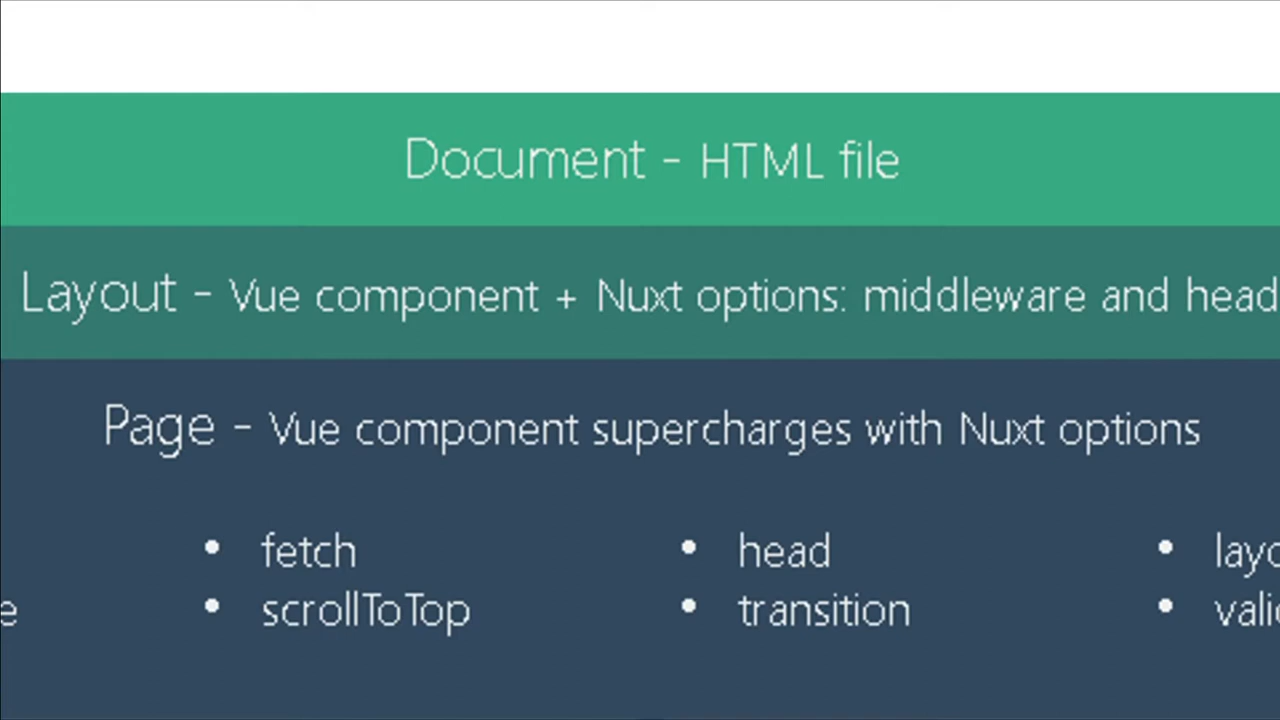 Document - HTML file
Layout - Vue component + Nuxt options: middleware and head
Page - Vue component supercharges with Nuxt options
• fetch • head
• scrollToTop • transition